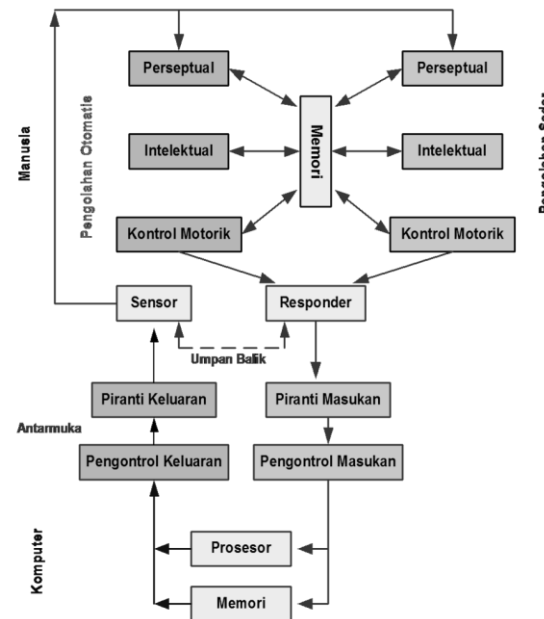 Perseptual
Perseptual
Manusia
Pengolahan Otomatis
Memori
Intelektual
Intelektual
Kontrol Motorik
Kontrol Motorik
Sensor
Responder
Umpan Balik
Piranti Keluaran
Piranti Masukan
Antarmuka
Pengontrol Keluaran
Pengontrol Masukan
Komputer
Prosesor
Memori